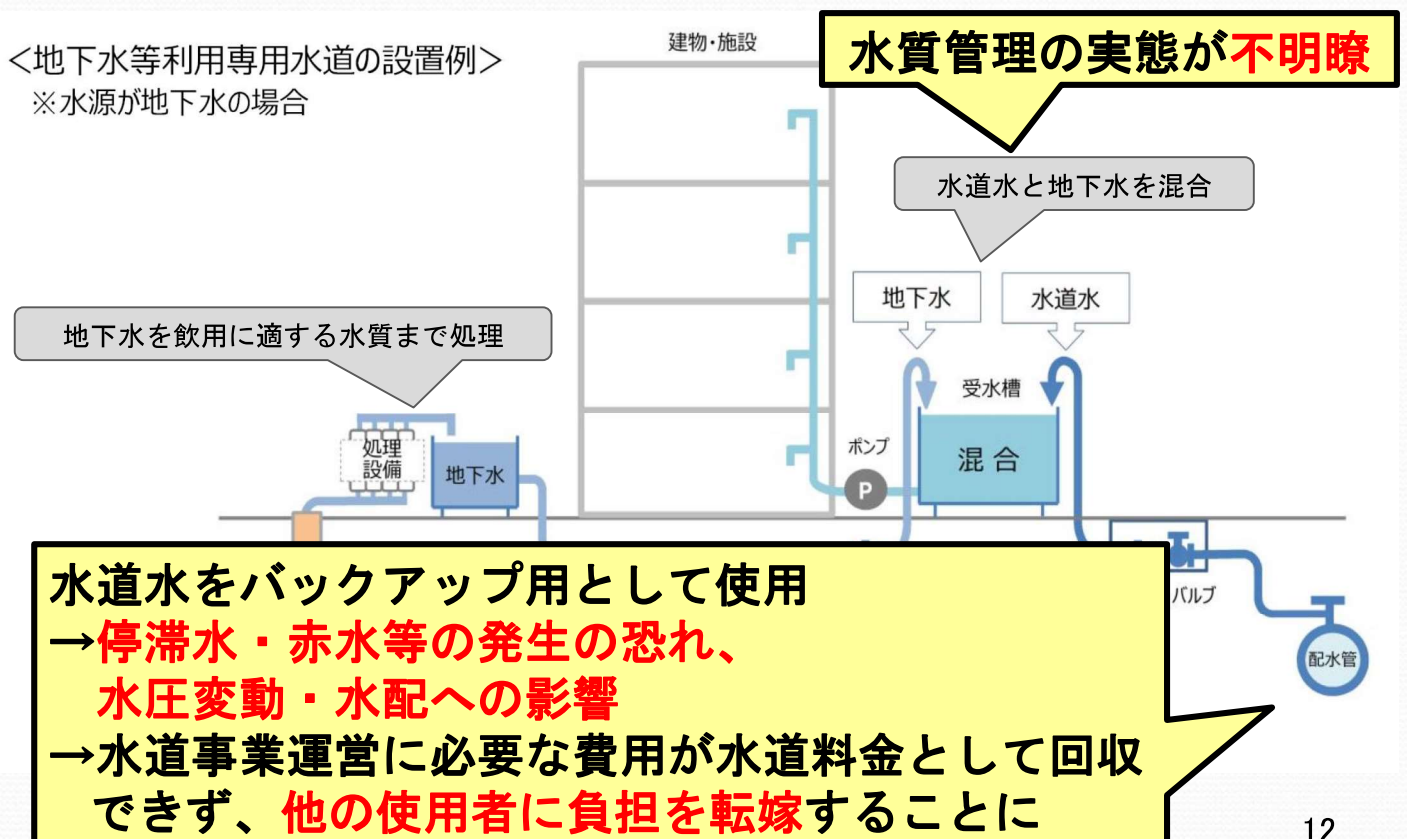 <地下水等利用専用水道の設置例>
※水源が地下水の場合
建物・施設
水質管理の実態が不明瞭
水道水と地下水を混合
地下水
水道水
地下水を飲用に適する水質まで処理
受水槽
処理
設備
地下水
ポンプ
P
混合
バルブ
配水管
水道水をバックアップ用として使用
→停滞水・赤水等の発生の恐れ、
水圧変動・水配への影響
→水道事業運営に必要な費用が水道料金として回収
できず、他の使用者に負担を転嫁することに
12